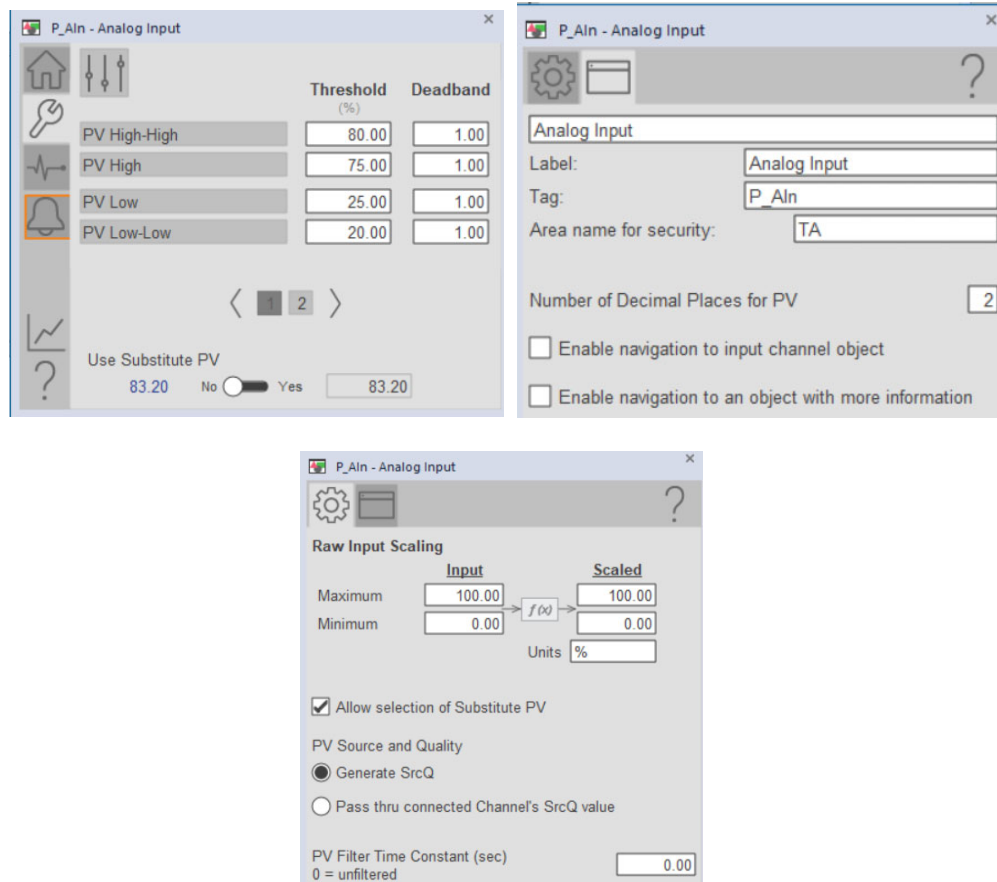 P_AIn - Analog Input
Threshold Deadband
(%)
PV High-High 80.00 1.00
PV High 75.00 1.00
PV Low 25.00 1.00
PV Low-Low 20.00 1.00
1 2
Use Substitute PV
83.20 No Yes 83.20
P_AIn - Analog Input
Analog Input
Label: Analog Input
Tag: P_AIn
Area name for security: TA
Number of Decimal Places for PV 2
Enable navigation to input channel object
Enable navigation to an object with more information
P_AIn - Analog Input
Raw Input Scaling
Input Scaled
Maximum 100.00 f(x) 100.00
Minimum 0.00 0.00
Units %
Allow selection of Substitute PV
PV Source and Quality
Generate SrcQ
Pass thru connected Channel's SrcQ value
PV Filter Time Constant (sec)
0 = unfiltered 0.00